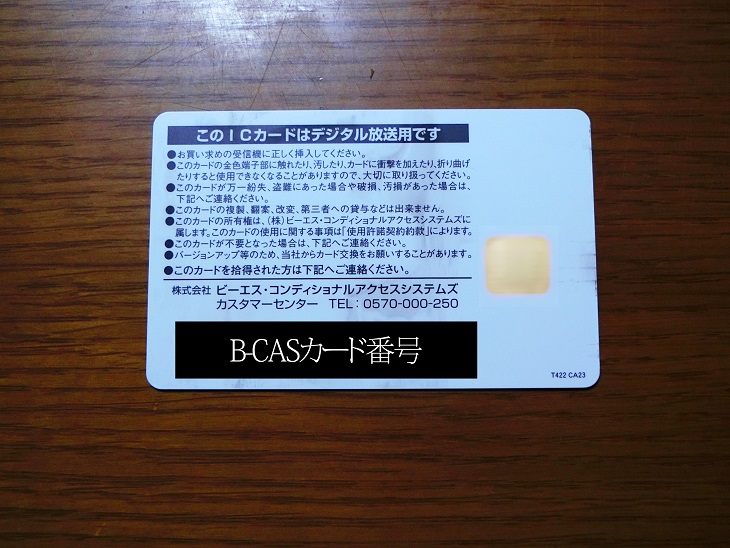 このICカードはデジタル放送用です
●お買い求めの受信機に正しく挿入してください。
●このカードの金色端子部に触れたり、汚したり、カードに衝撃を加えたり、折り曲げ
たりすると使用できなくなることがありますので、大切に取り扱ってください。
●このカードが万一紛失、盗難にあった場合や破損、汚損があった場合は、
下記へご連絡ください。
●このカードの複製、翻案、改変、第三者への貸与などは出来ません。
●このカードの所有権は、(株)ビーエス・コンディショナルアクセスシステムズに
属します。このカードの使用に関する事項は「使用許諾契約約款」によります。
●このカードが不要となった場合は、下記へご連絡ください。
●バージョンアップ等のため、当社からカード交換をお願いすることがあります。
●このカードを拾得された方は下記へご連絡ください。
株式会社 ビーエス・コンディショナルアクセスシステムズ
カスタマーセンター TEL:0570-000-250
B-CASカード番号
T422 CA23